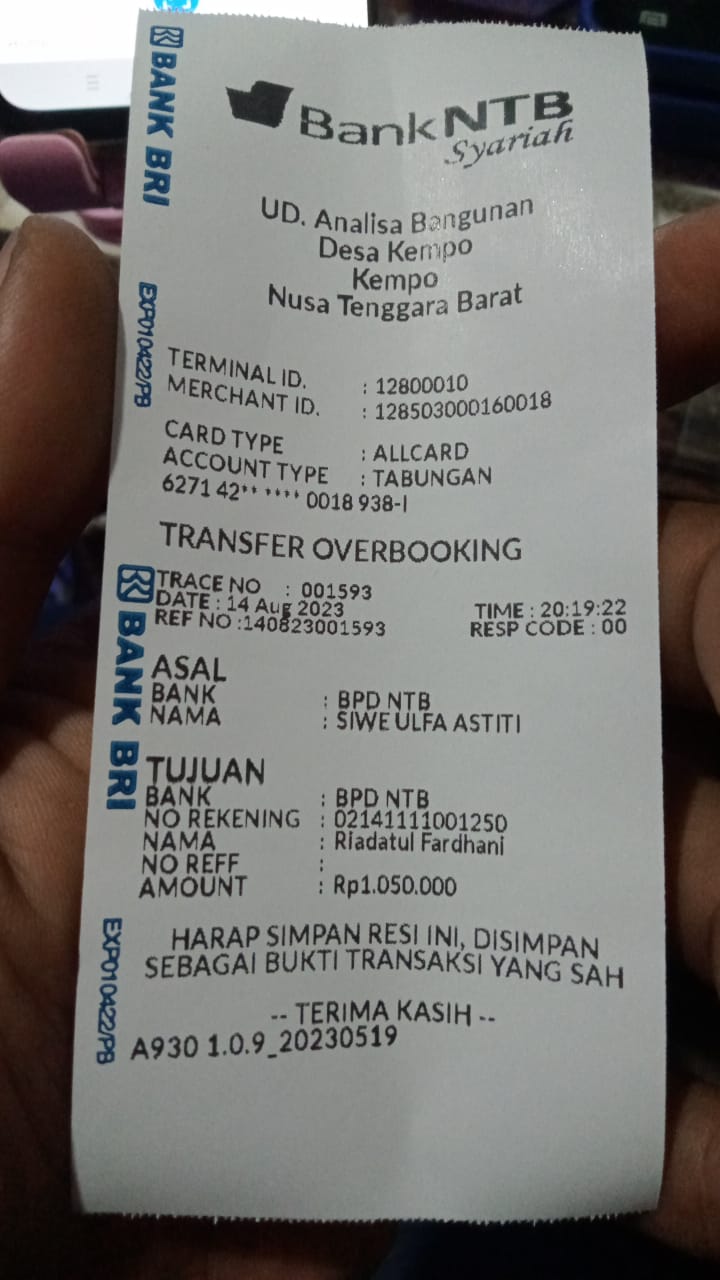 BANK BRI
BankNTB
Syariah
UD. Analisa Bangunan
Desa Kempo
Kempo
Nusa Tenggara Barat
EXP010422/PB
TERMINAL ID. : 12800010
MERCHANT ID. : 128503000160018
CARD TYPE : ALLCARD
ACCOUNT TYPE : TABUNGAN
6271 42** **** 0018 938-I
TRANSFER OVERBOOKING
BANK BRI
TRACE NO : 001593
DATE : 14 Aug 2023 TIME : 20:19:22
REF NO :140823001593 RESP CODE : 00
ASAL
BANK : BPD NTB
NAMA : SIWE ULFA ASTITI
TUJUAN
BANK : BPD NTB
NO REKENING : 02141111001250
NAMA : Riadatul Fardhani
NO REFF :
AMOUNT : Rp1.050.000
EXP010422/PB
HARAP SIMPAN RESI INI, DISIMPAN
SEBAGAI BUKTI TRANSAKSI YANG SAH
-- TERIMA KASIH --
A930 1.0.9_20230519